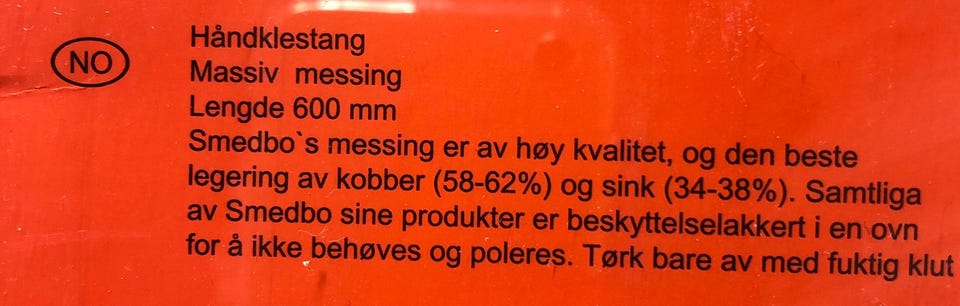 NO
Håndklestang
Massiv messing
Lengde 600 mm
Smedbo`s messing er av høy kvalitet, og den beste
legering av kobber (58-62%) og sink (34-38%). Samtliga
av Smedbo sine produkter er beskyttelselakkert i en ovn
for å ikke behøves og poleres. Tørk bare av med fuktig klut